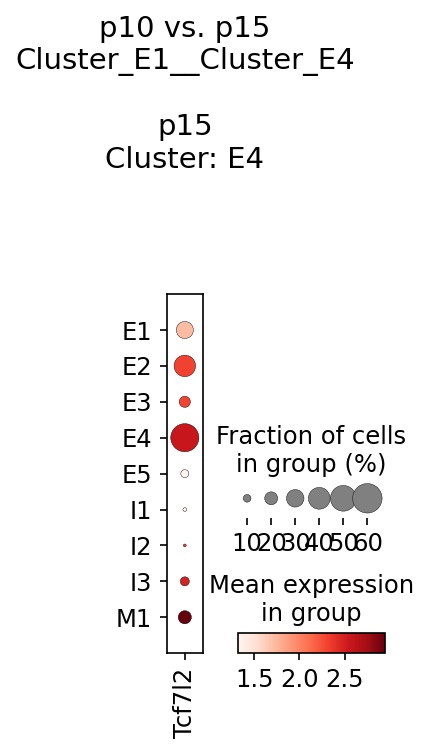 p10 vs. p15
Cluster_E1__Cluster_E4
p15
Cluster: E4
E1
E2
E3
E4
E5
I1
I2
I3
M1
Tcf7l2
Fraction of cells
in group (%)
10 20 30 40 50 60
Mean expression
in group
1.5 2.0 2.5